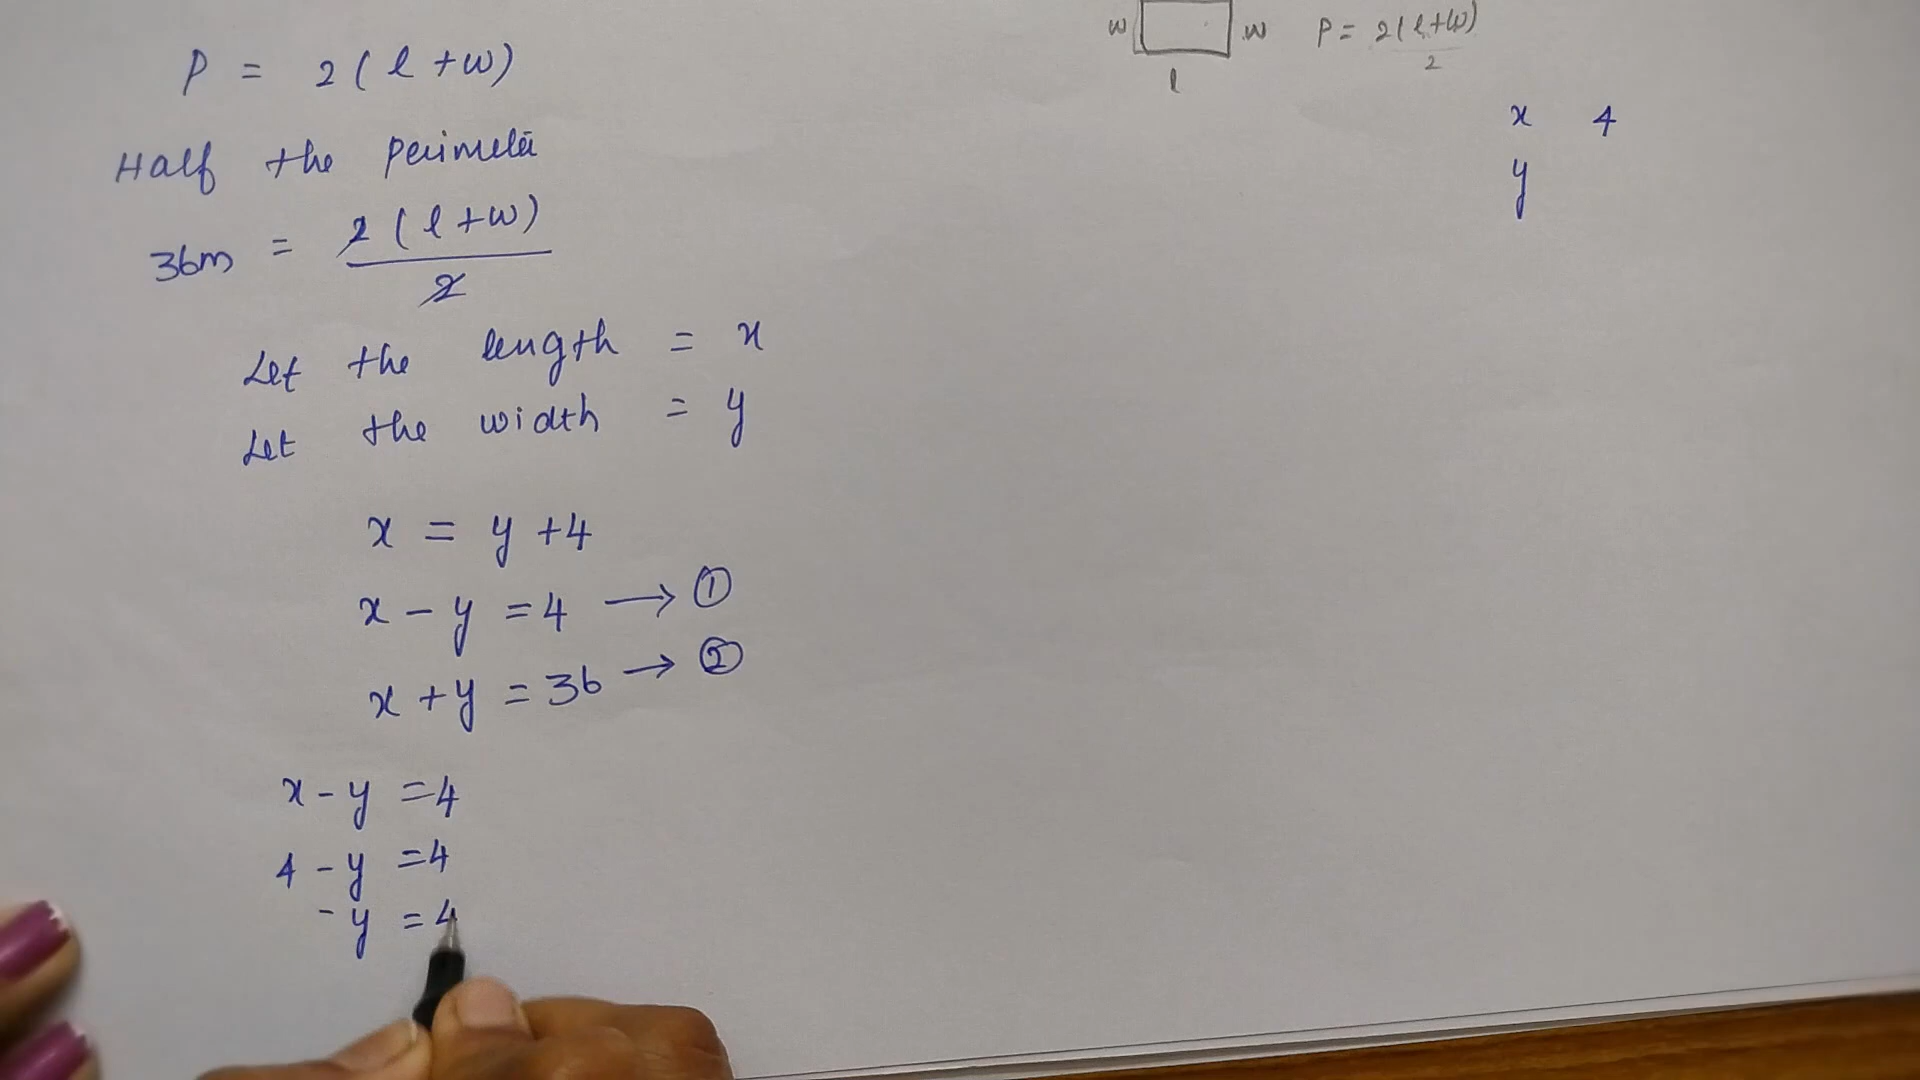 P = 2(l+w)
Half the perimeter
36m = 2(l+w)
2
Let the length = x
Let the width = y
x = y+4
x - y = 4 → ①
x + y = 36 → ②
x - y = 4
4 - y = 4
- y = 4
w w P = 2(l+w)
2
l
x 4
y